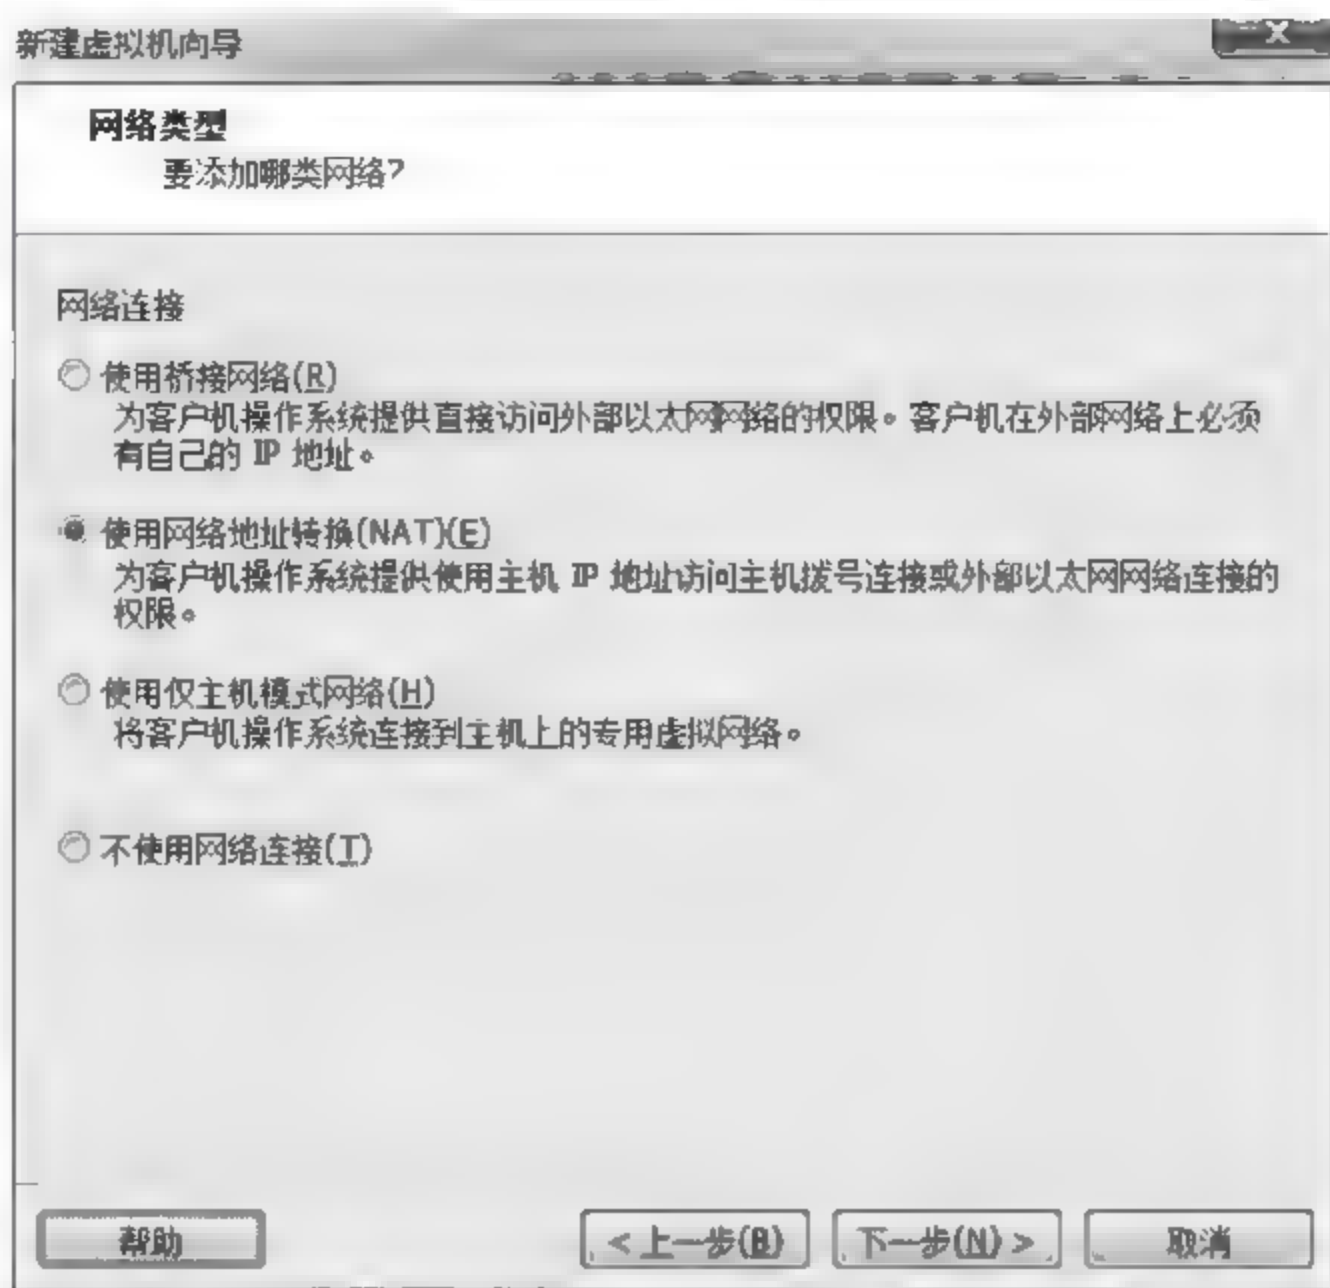 新建虚拟机向导
X
网络类型
要添加哪类网络?
网络连接
使用桥接网络(R)
为客户机操作系统提供直接访问外部以太网网络的权限。客户机在外部网络上必须
有自己的 IP 地址。
使用网络地址转换(NAT)(E)
为客户机操作系统提供使用主机 IP 地址访问主机拨号连接或外部以太网网络连接的
权限。
使用仅主机模式网络(H)
将客户机操作系统连接到主机上的专用虚拟网络。
不使用网络连接(T)
帮助
< 上一步(B)
下一步(N) >
取消